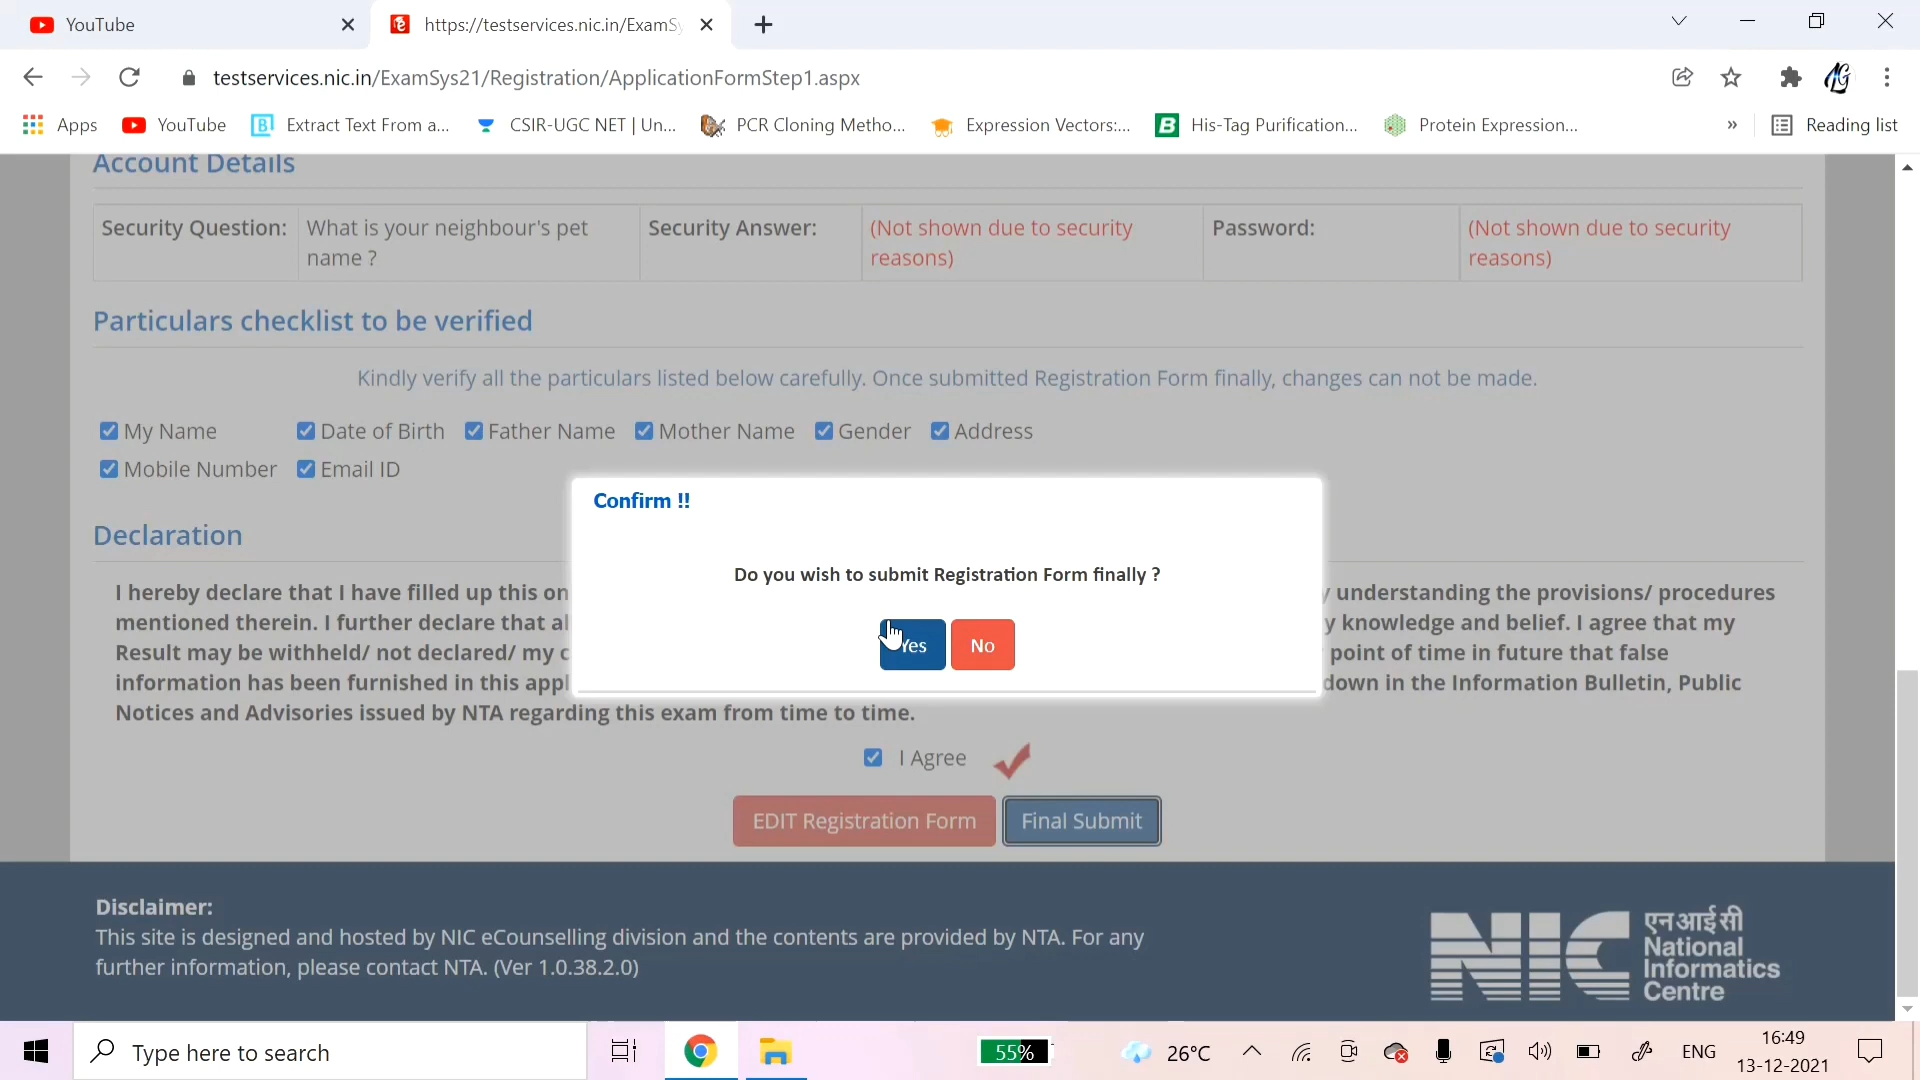 YouTube
https://testservices.nic.in/ExamSy
testservices.nic.in/ExamSys21/Registration/ApplicationFormStep1.aspx
Apps YouTube Extract Text From a... CSIR-UGC NET | Un... PCR Cloning Metho... Expression Vectors:... His-Tag Purification... Protein Expression... » Reading list
Account Details
Security Question: What is your neighbour's pet name ? Security Answer: (Not shown due to security reasons) Password: (Not shown due to security reasons)
Particulars checklist to be verified
Kindly verify all the particulars listed below carefully. Once submitted Registration Form finally, changes can not be made.
My Name Date of Birth Father Name Mother Name Gender Address
Mobile Number Email ID
Confirm !!
Do you wish to submit Registration Form finally ?
Yes No
Declaration
I hereby declare that I have filled up this on understanding the provisions/ procedures
mentioned therein. I further declare that al y knowledge and belief. I agree that my
Result may be withheld/ not declared/ my c point of time in future that false
information has been furnished in this appl down in the Information Bulletin, Public
Notices and Advisories issued by NTA regarding this exam from time to time.
I Agree
EDIT Registration Form Final Submit
Disclaimer:
This site is designed and hosted by NIC eCounselling division and the contents are provided by NTA. For any
further information, please contact NTA. (Ver 1.0.38.2.0)
NIC
एन आई सी
National
Informatics
Centre
Type here to search
55%
26°C
ENG
16:49
13-12-2021